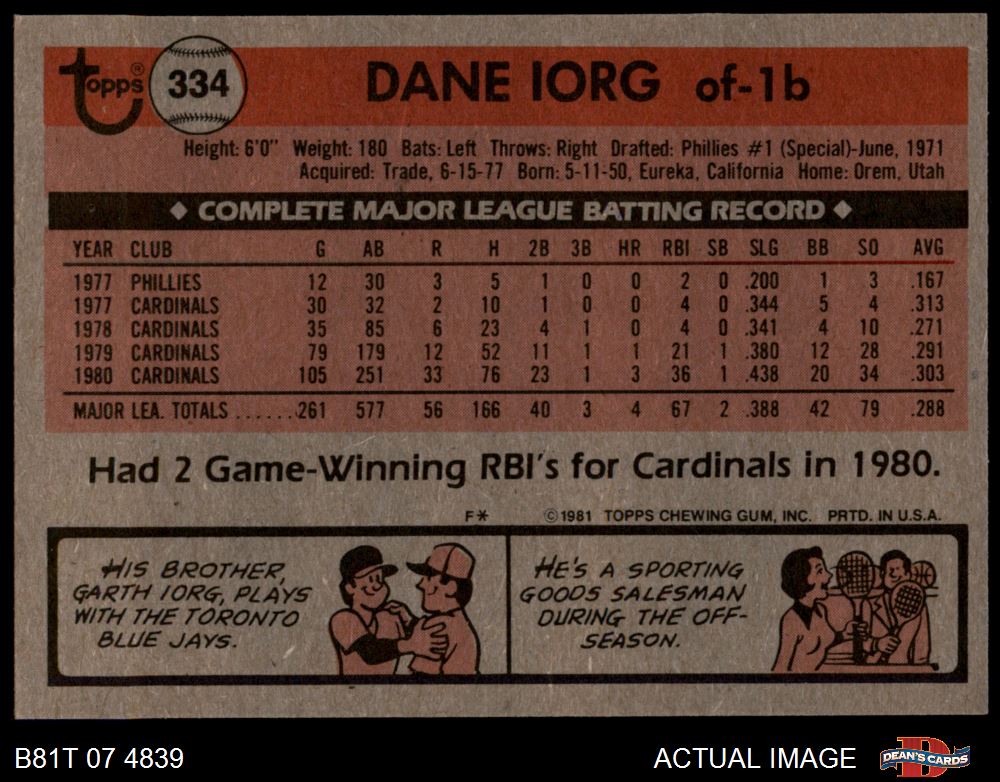 Topps® 334 DANE IORG of-1b
Height: 6'0" Weight: 180 Bats: Left Throws: Right Drafted: Phillies #1 (Special)-June, 1971
Acquired: Trade, 6-15-77 Born: 5-11-50, Eureka, California Home: Orem, Utah
◆ COMPLETE MAJOR LEAGUE BATTING RECORD ◆
YEAR CLUB G AB R H 2B 3B HR RBI SB SLG BB SO AVG
1977 PHILLIES 12 30 3 5 1 0 0 2 0 .200 1 3 .167
1977 CARDINALS 30 32 2 10 1 0 0 4 0 .344 5 4 .313
1978 CARDINALS 35 85 6 23 4 1 0 4 0 .341 4 10 .271
1979 CARDINALS 79 179 12 52 11 1 1 21 1 .380 12 28 .291
1980 CARDINALS 105 251 33 76 23 1 3 36 1 .438 20 34 .303
MAJOR LEA. TOTALS .......261 577 56 166 40 3 4 67 2 .388 42 79 .288
Had 2 Game-Winning RBI's for Cardinals in 1980.
F* ©1981 TOPPS CHEWING GUM, INC. PRTD. IN U.S.A.
HIS BROTHER,
GARTH IORG, PLAYS
WITH THE TORONTO
BLUE JAYS.
HE'S A SPORTING
GOODS SALESMAN
DURING THE OFF-
SEASON.
B81T 07 4839 ACTUAL IMAGE DEAN'S CARDS